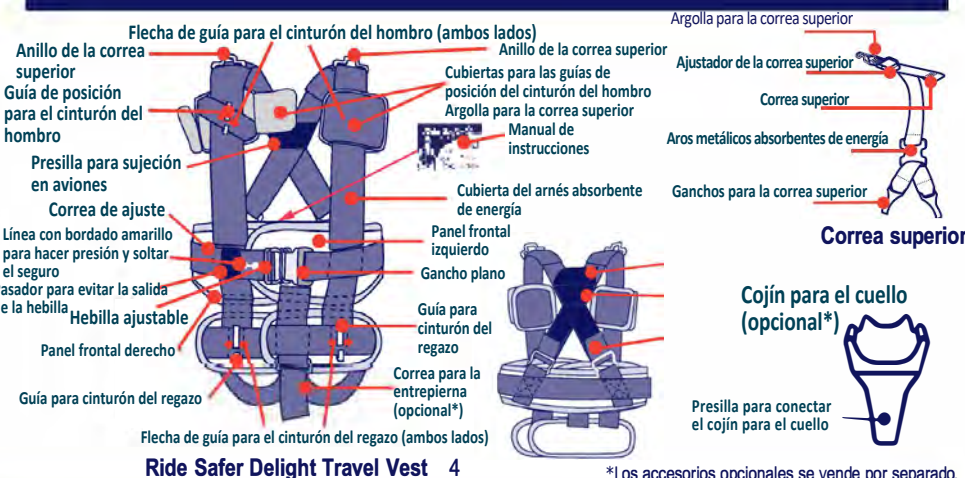 Flecha de guía para el cinturón del hombro (ambos lados)
Anillo de la correa
superior
Guía de posición
para el cinturón del
hombro
Presilla para sujeción
en aviones
Correa de ajuste
Línea con bordado amarillo
para hacer presión y soltar
el seguro
asador para evitar la salida
e la hebilla
Hebilla ajustable
Panel frontal derecho
Guía para cinturón del regazo
Anillo de la correa superior
Cubiertas para las guías de
posición del cinturón del hombro
Argolla para la correa superior
Manual de
instrucciones
Cubierta del arnés absorbente
de energía
Panel frontal
izquierdo
Gancho plano
Guía para
cinturón del
regazo
Correa para la
entrepierna
(opcional*)
Flecha de guía para el cinturón del regazo (ambos lados)
Ride Safer Delight Travel Vest 4
Argolla para la correa superior
Ajustador de la correa superior
Correa superior
Aros metálicos absorbentes de energía
Ganchos para la correa superior
Correa superior
Cojín para el cuello
(opcional*)
Presilla para conectar
el cojín para el cuello
*Los accesorios opcionales se vende por separado.